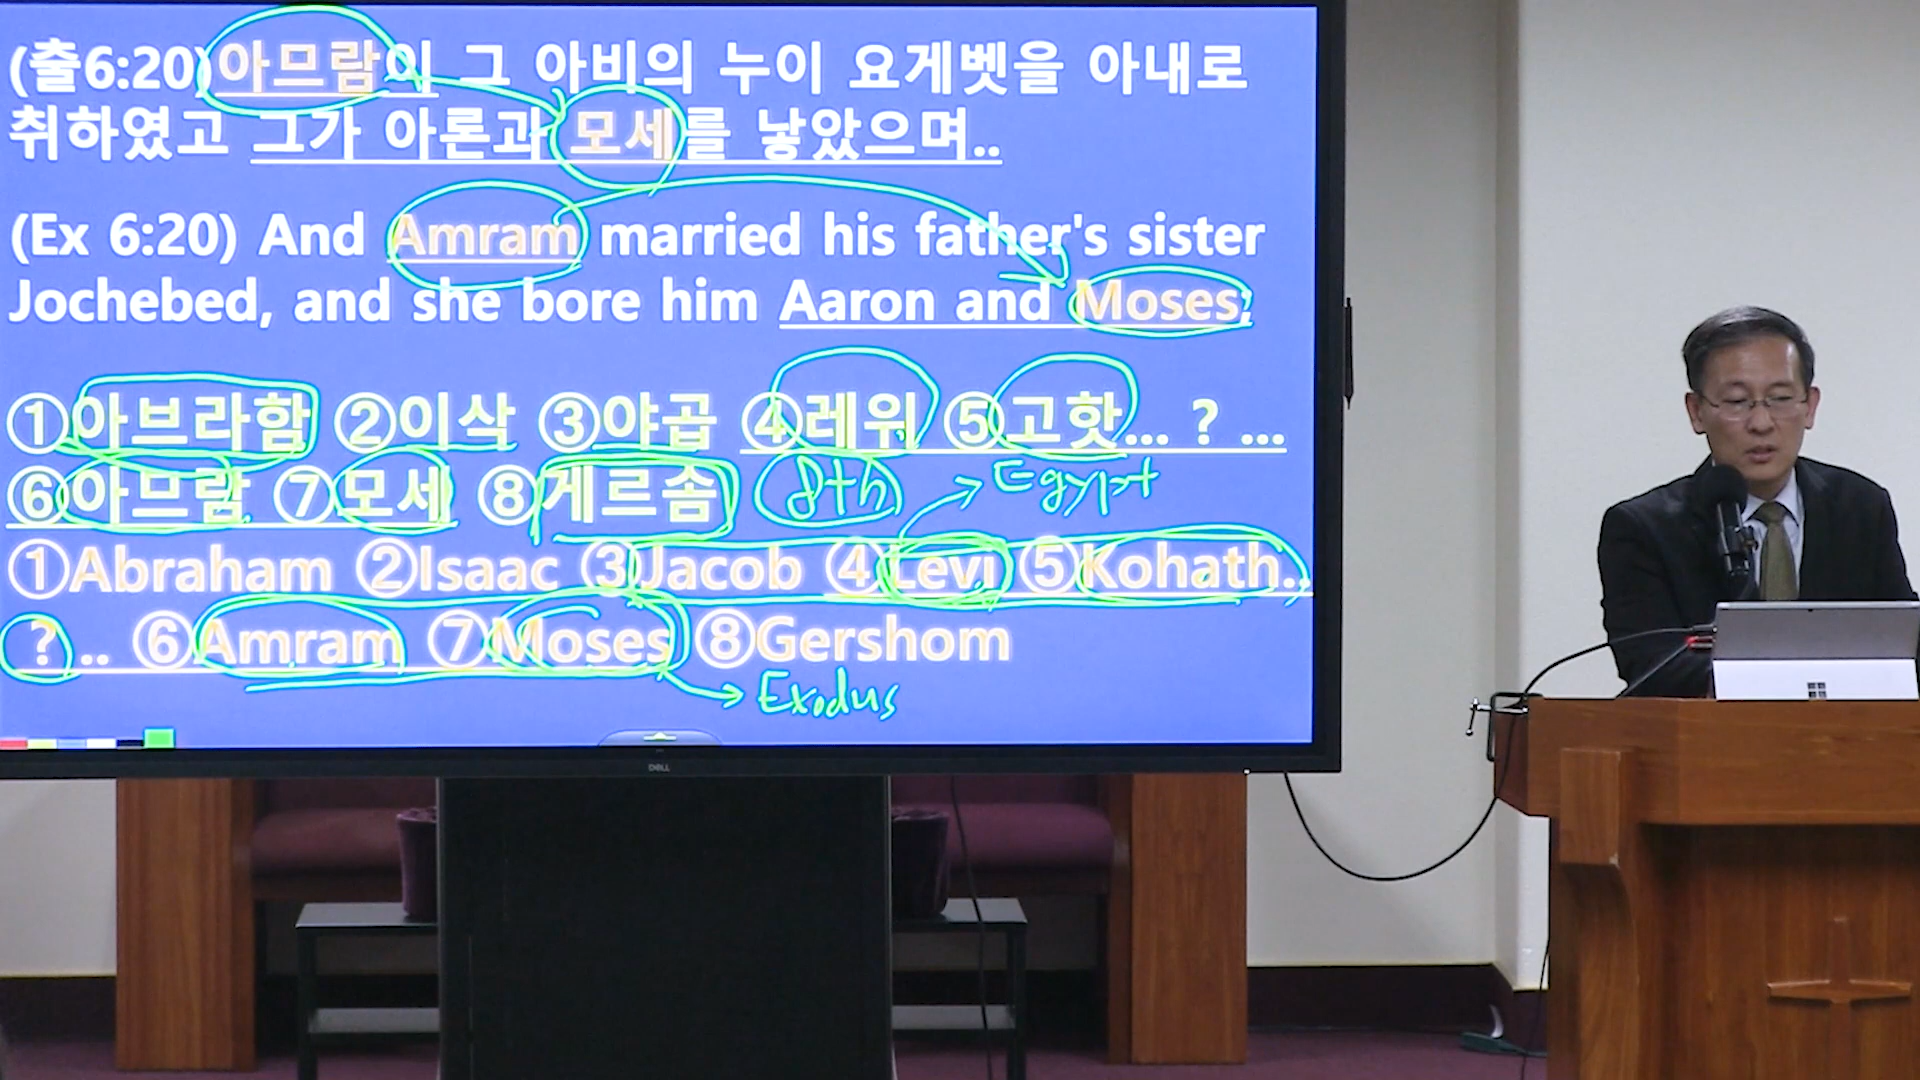 (출6:20)아므람이 그 아비의 누이 요게벳을 아내로
취하였고 그가 아론과 모세를 낳았으며..
(Ex 6:20) And Amram married his father's sister
Jochebed, and she bore him Aaron and Moses;
①아브라함 ②이삭 ③야곱 ④레위 ⑤고핫... ? ...
⑥아므람 ⑦모세 ⑧게르솜 8th Egypt
①Abraham ②Isaac ③Jacob ④Levi ⑤Kohath..
? .. ⑥Amram ⑦Moses ⑧Gershom
Exodus
DELL